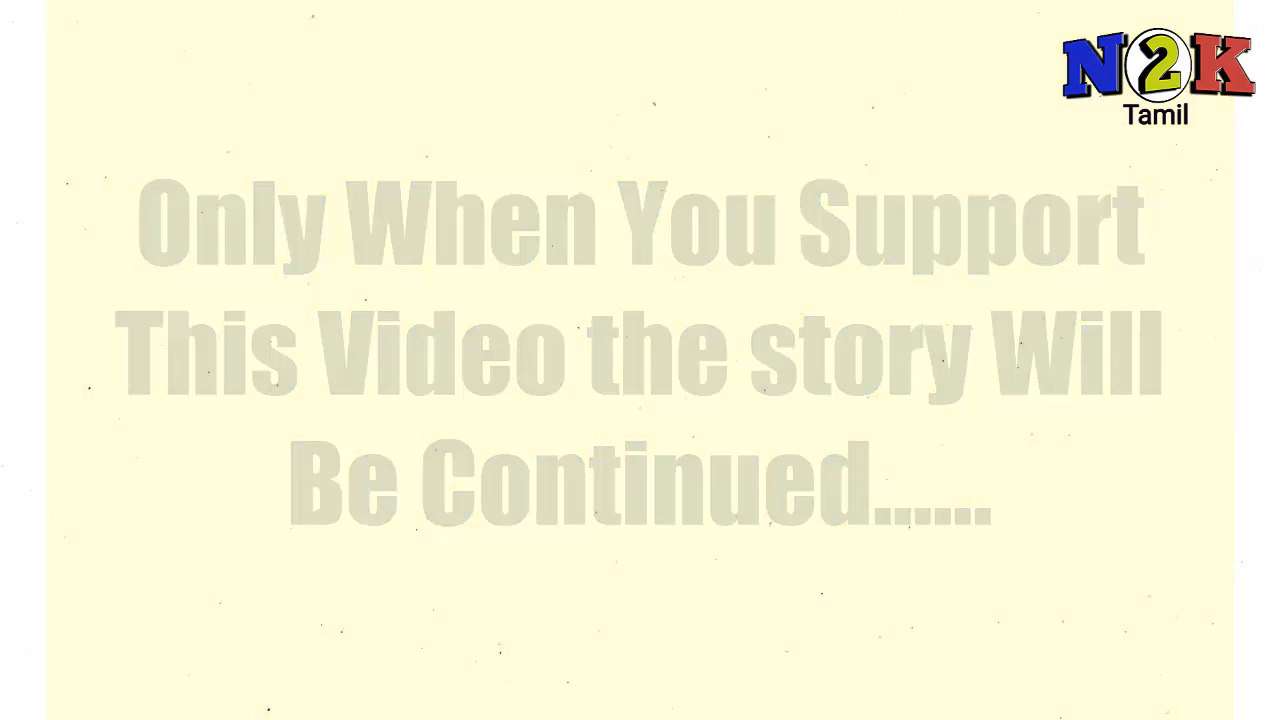 N2K
Tamil
Only When You Support
This Video the story Will
Be Continued......